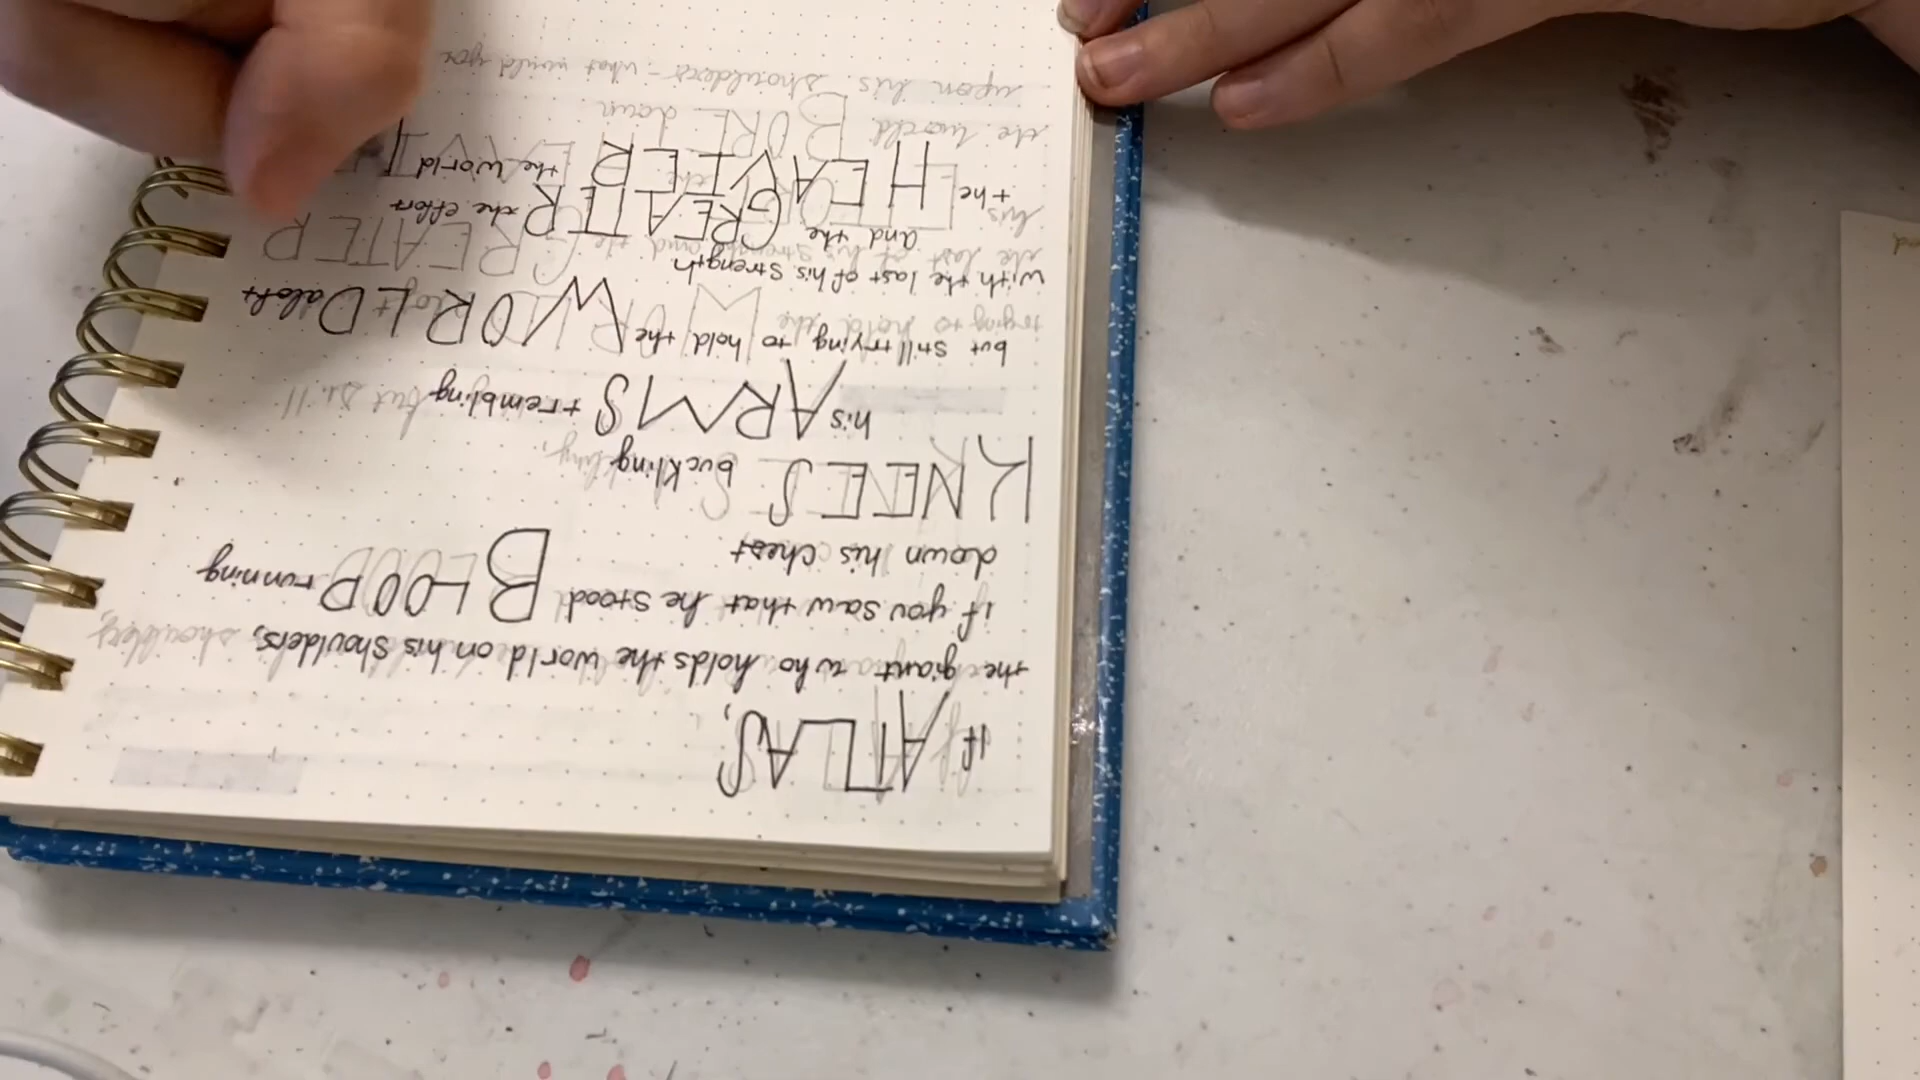 if ATLAS,
the giant who holds the world on his shoulders,
if you saw that he stood BLOOD running
down his chest
KNEES buckling
his ARMS trembling but still
but still trying to hold the WORLD aloft
with the last of his strength
and the GREATER the effort
the HEAVIER the world
the world BORE down
upon his shoulders - what would you